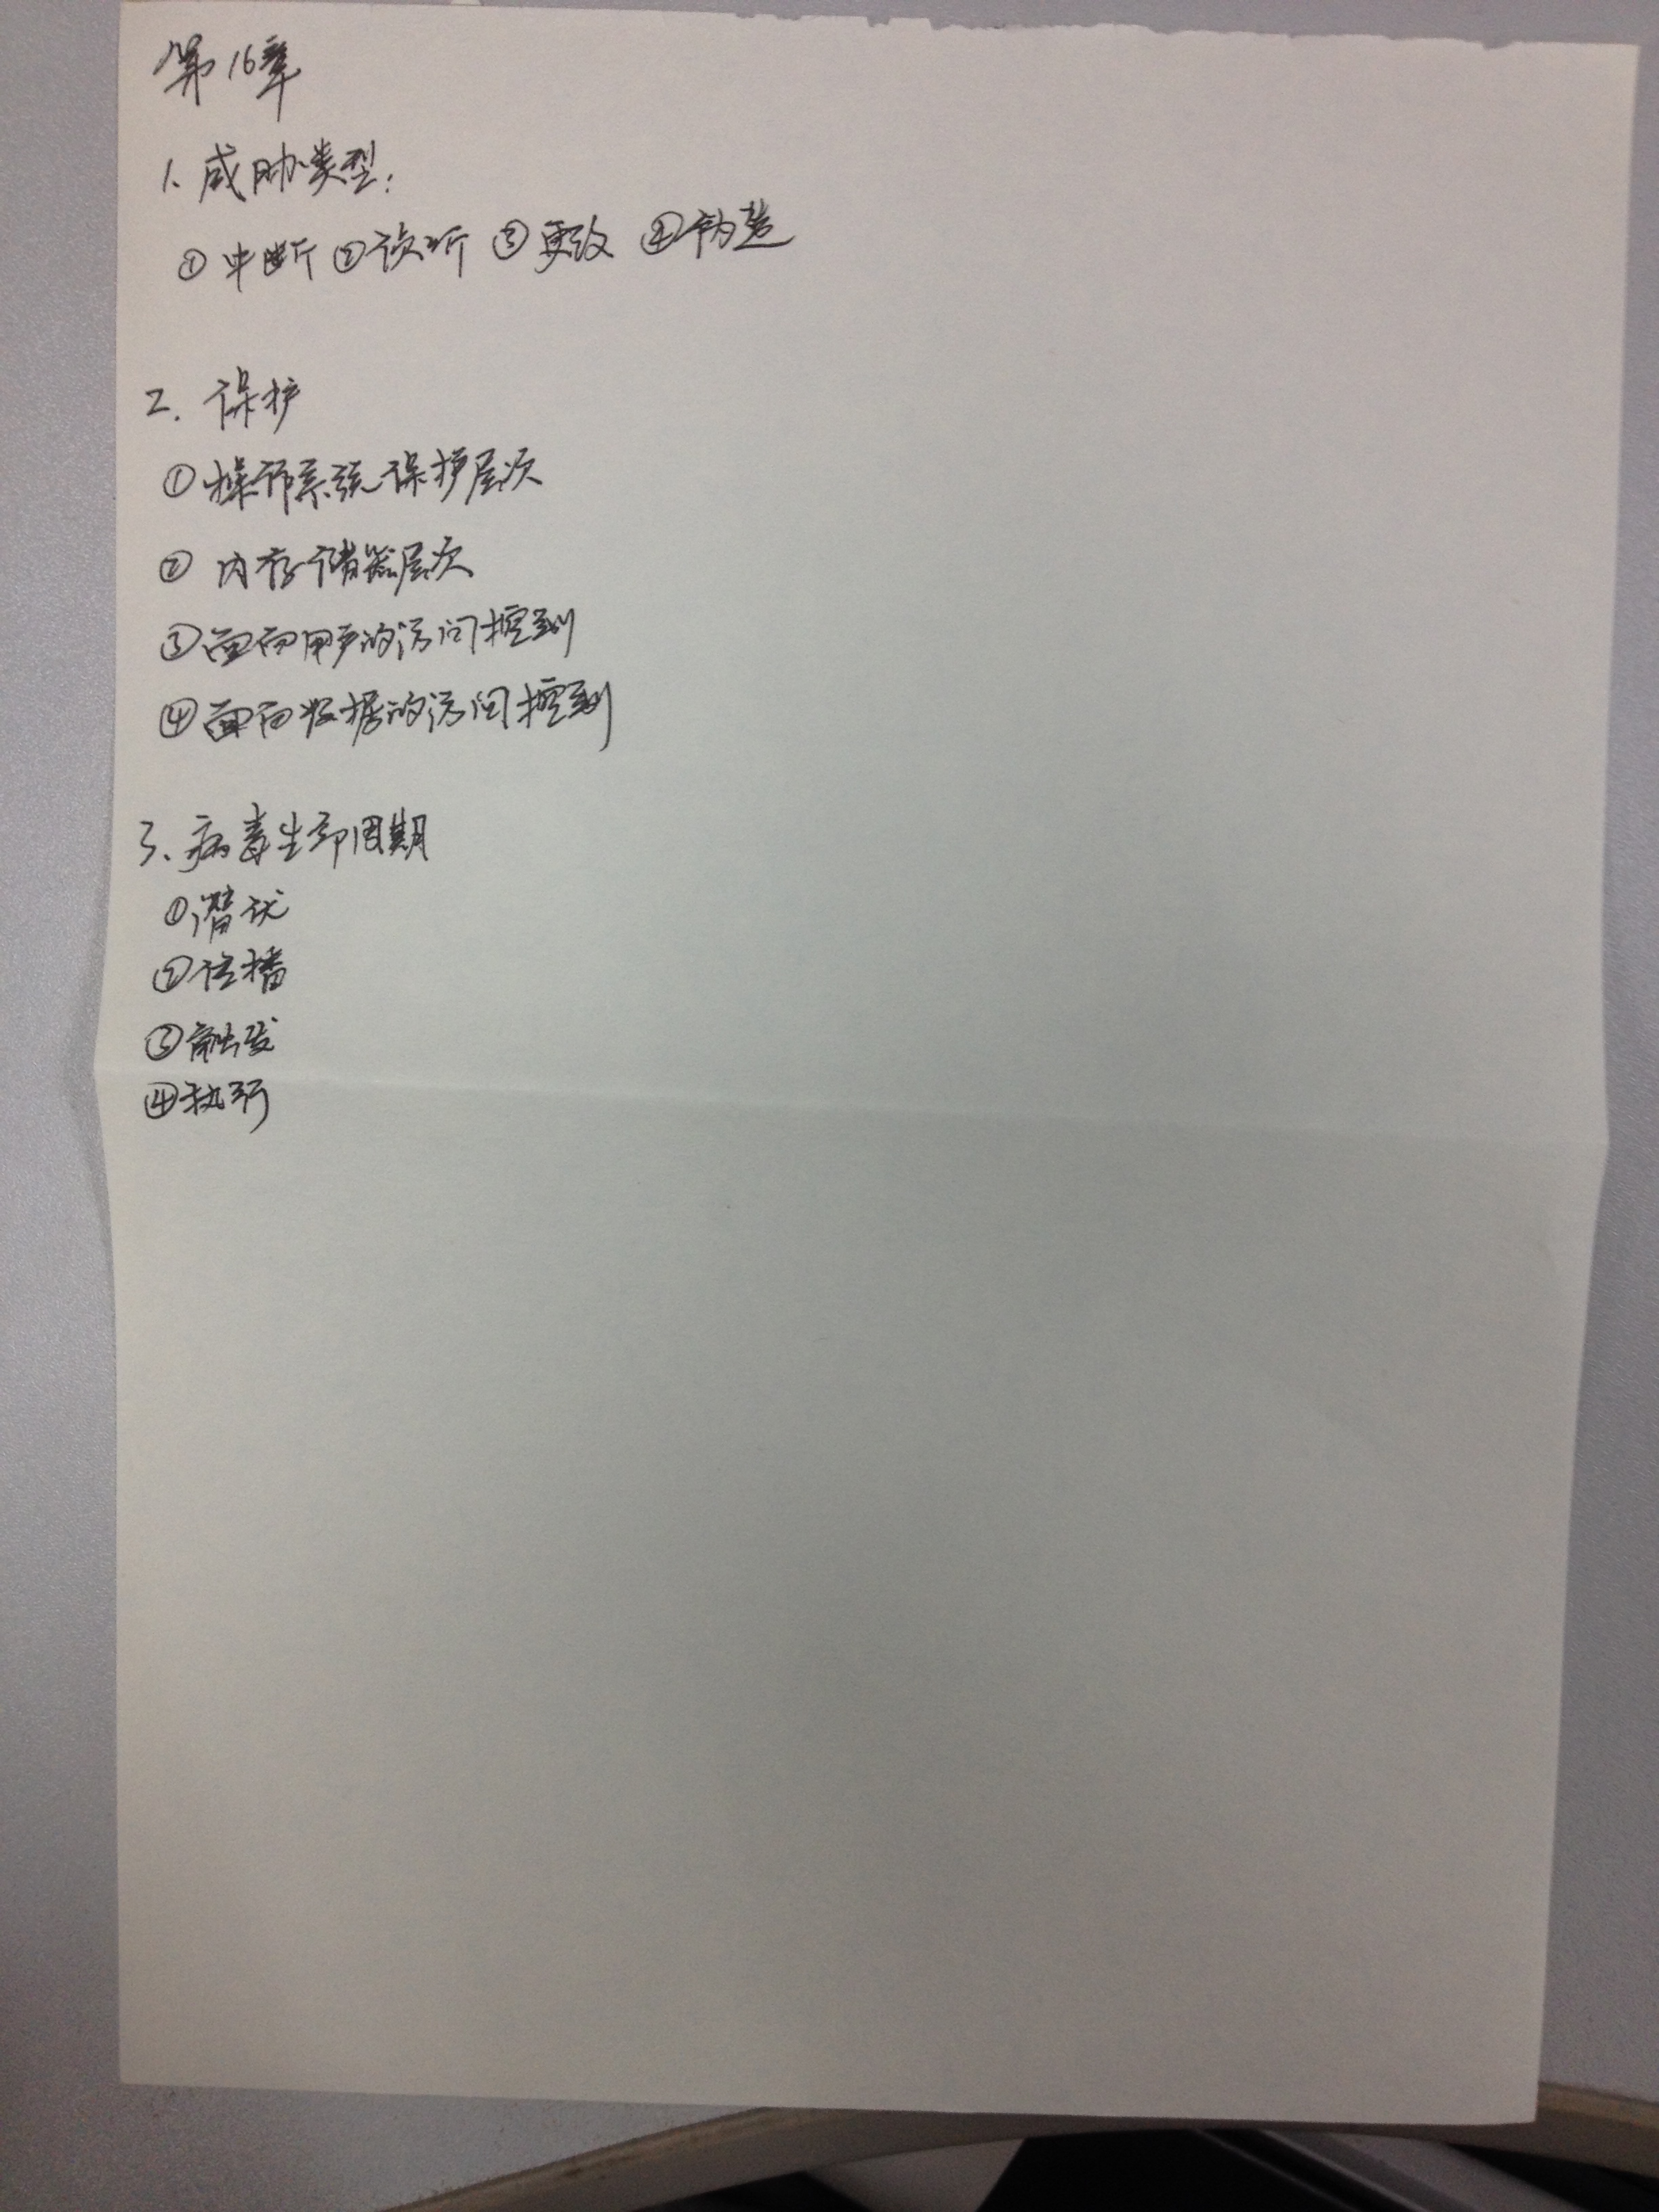 第16章
1. 威胁类型:
① 中断 ② 侦听 ③ 更改 ④ 伪造
2. 保护
① 操作系统保护层次
② 内存储器层次
③ 面向用户的访问控制
④ 面向数据的访问控制
3. 病毒生命周期
① 潜伏
② 传播
③ 触发
④ 执行